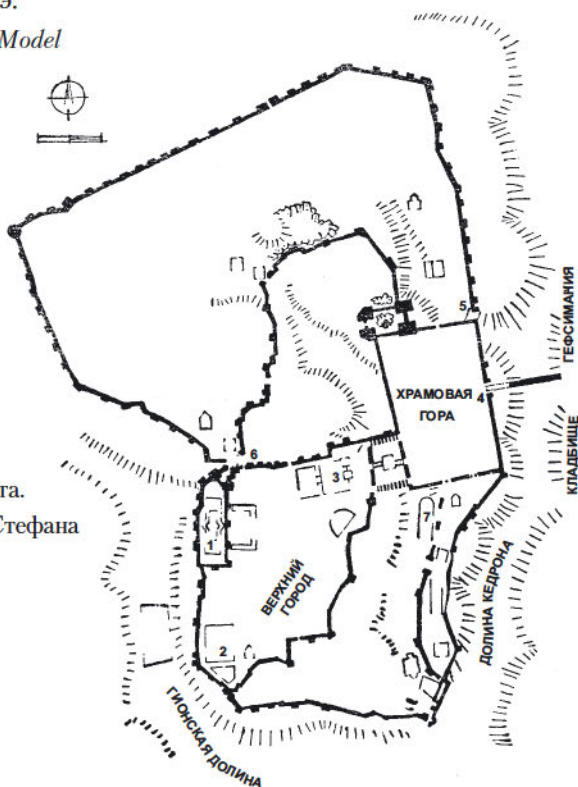 Model
ГЕФСИМАНИЯ
5
ХРАМОВАЯ
ГОРА
4
КЛАДБИЩЕ
6
3
та.
Стефана
1
7
ВЕРХНИЙ
ГОРОД
ДОЛИНА КЕДРОНА
2
ГИОНСКАЯ ДОЛИНА